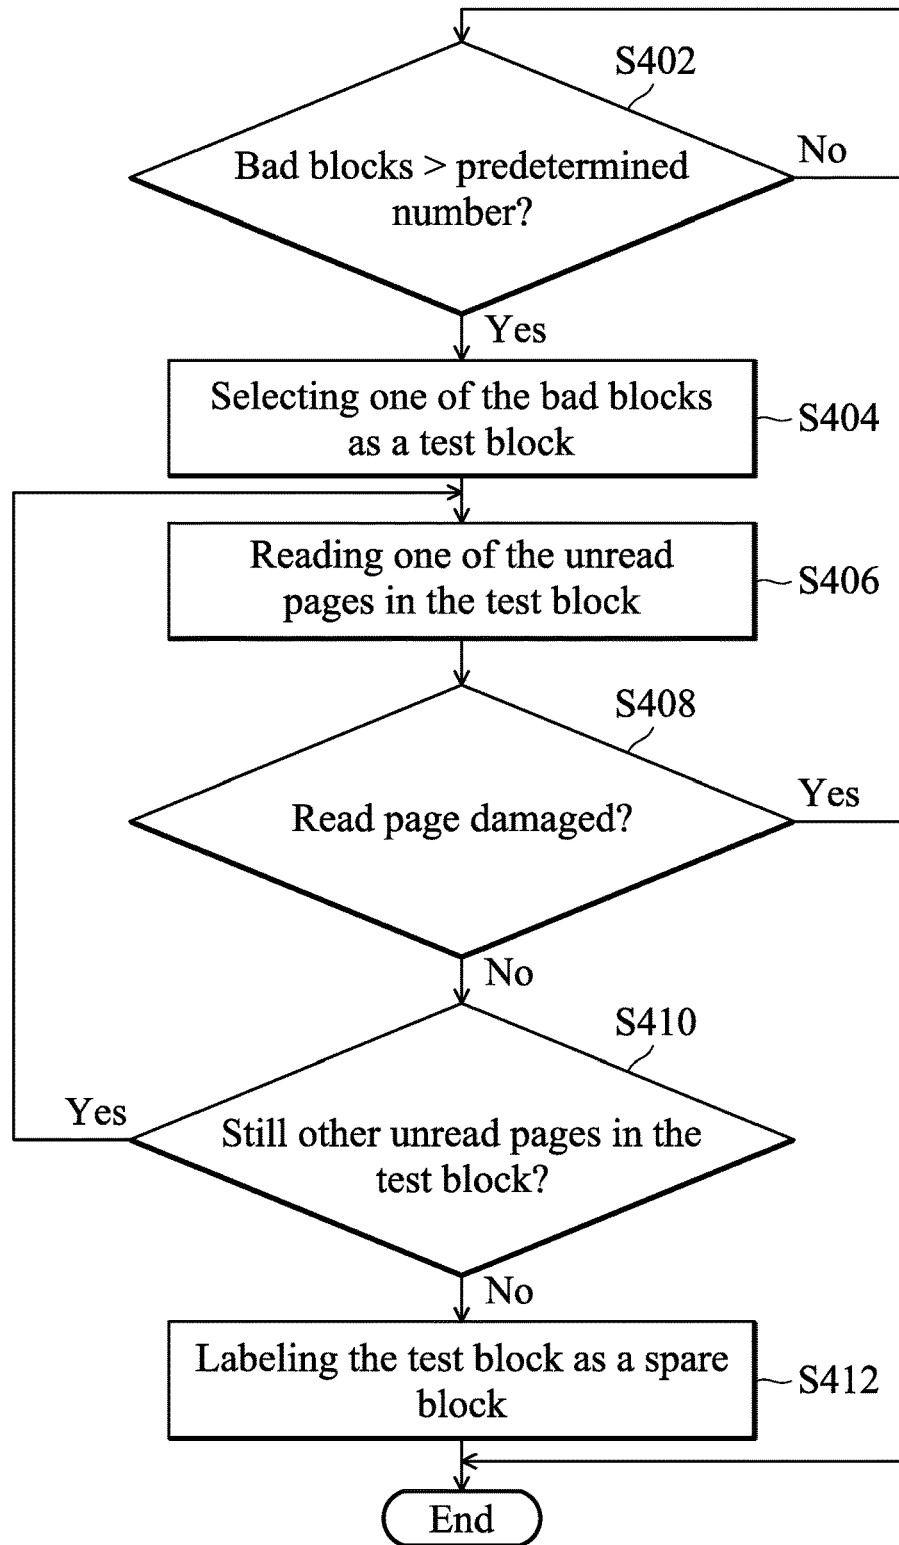 S402
Bad blocks > predetermined
number?
No
Yes
Selecting one of the bad blocks
as a test block
S404
Reading one of the unread
pages in the test block
S406
S408
Read page damaged?
Yes
No
S410
Yes
Still other unread pages in the
test block?
No
Labeling the test block as a spare
block
S412
End